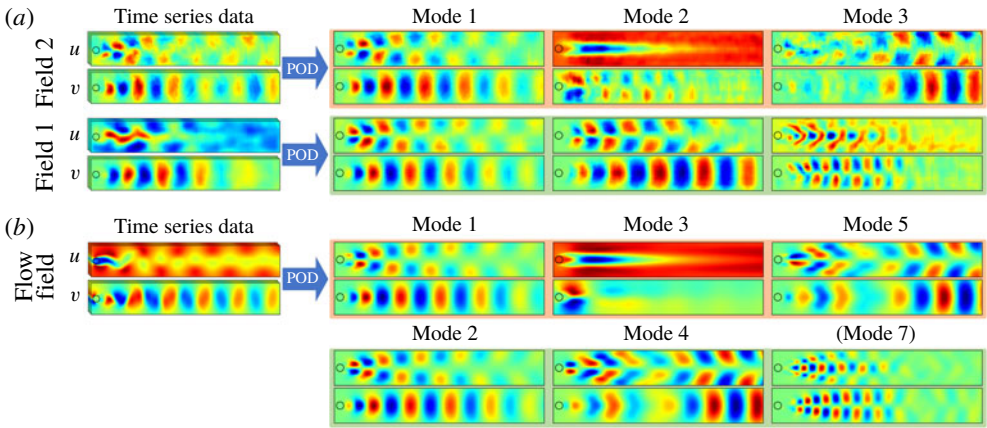 (a) Time series data Mode 1 Mode 2 Mode 3
Field 2
u
v
POD
Field 1
u
v
POD
(b) Time series data Mode 1 Mode 3 Mode 5
Flow
field
u
v
POD
Mode 2 Mode 4 (Mode 7)